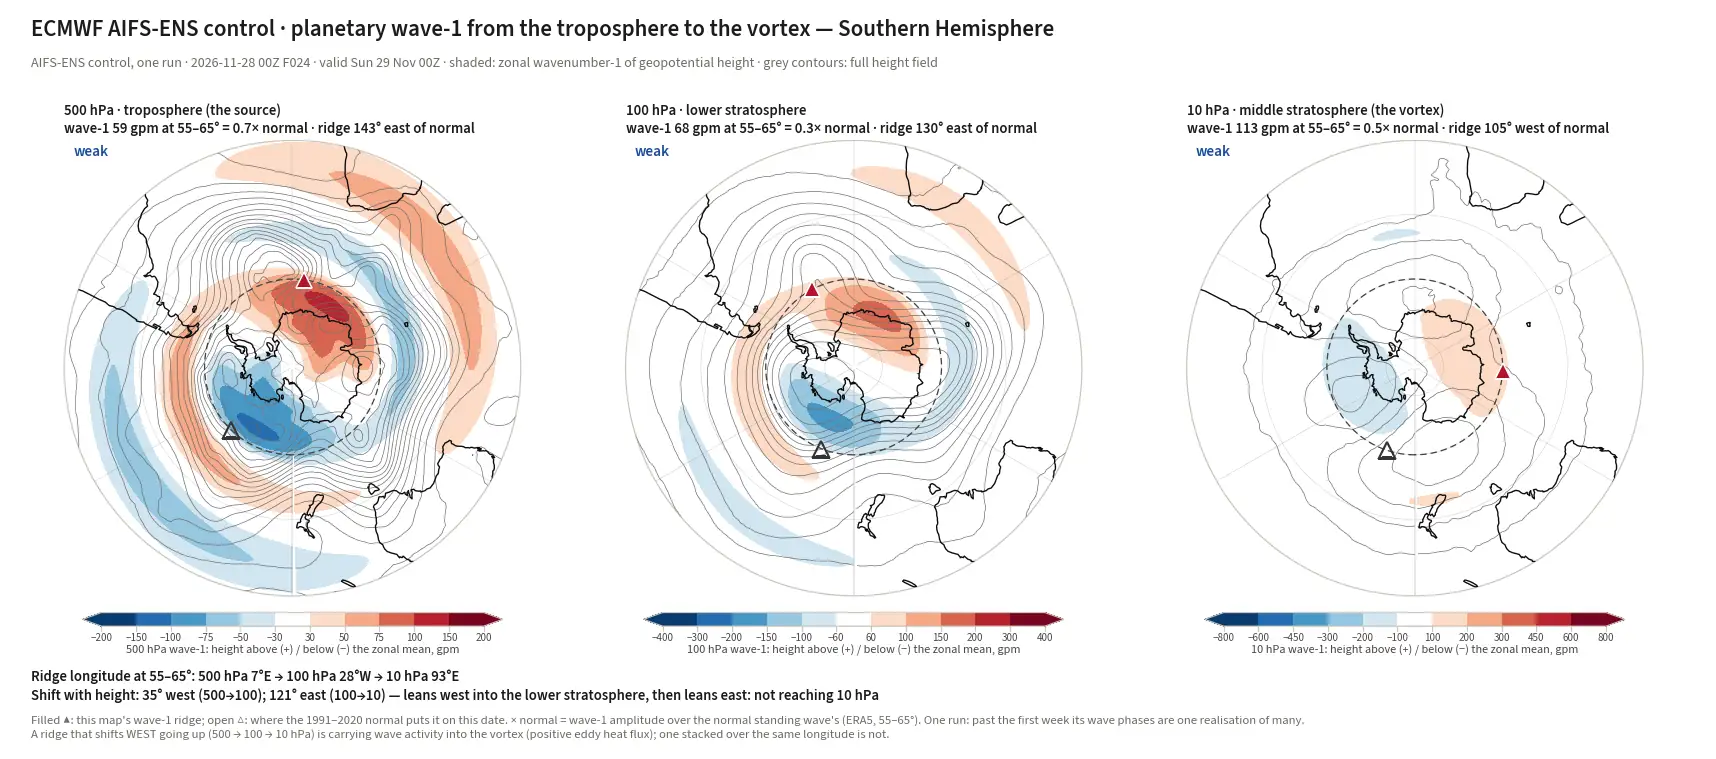 ECMWF AIFS-ENS control · planetary wave-1 from the troposphere to the vortex — Southern Hemisphere
AIFS-ENS control, one run · 2026-11-28 00Z F024 · valid Sun 29 Nov 00Z · shaded: zonal wavenumber-1 of geopotential height · grey contours: full height field
500 hPa · troposphere (the source)
wave-1 59 gpm at 55–65° = 0.7× normal · ridge 143° east of normal
weak
100 hPa · lower stratosphere
wave-1 68 gpm at 55–65° = 0.3× normal · ridge 130° east of normal
weak
10 hPa · middle stratosphere (the vortex)
wave-1 113 gpm at 55–65° = 0.5× normal · ridge 105° west of normal
weak
−200 −150 −100 −75 −50 −30 30 50 75 100 150 200
500 hPa wave-1: height above (+) / below (−) the zonal mean, gpm
−400 −300 −200 −150 −100 −60 60 100 150 200 300 400
100 hPa wave-1: height above (+) / below (−) the zonal mean, gpm
−800 −600 −450 −300 −200 −100 100 200 300 450 600 800
10 hPa wave-1: height above (+) / below (−) the zonal mean, gpm
Ridge longitude at 55–65°: 500 hPa 7°E → 100 hPa 28°W → 10 hPa 93°E
Shift with height: 35° west (500→100); 121° east (100→10) — leans west into the lower stratosphere, then leans east: not reaching 10 hPa
Filled ▲: this map's wave-1 ridge; open △: where the 1991–2020 normal puts it on this date. × normal = wave-1 amplitude over the normal standing wave's (ERA5, 55–65°). One run: past the first week its wave phases are one realisation of many.
A ridge that shifts WEST going up (500 → 100 → 10 hPa) is carrying wave activity into the vortex (positive eddy heat flux); one stacked over the same longitude is not.